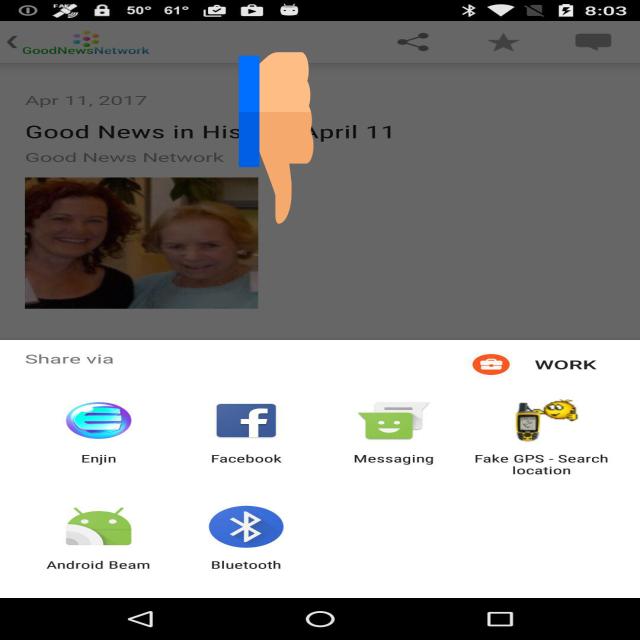 50° 61° 8:03
GoodNewsNetwork
Apr 11, 2017
Good News in His April 11
Good News Network
Share via
WORK
Enjin Facebook Messaging Fake GPS - Search
location
Android Beam Bluetooth